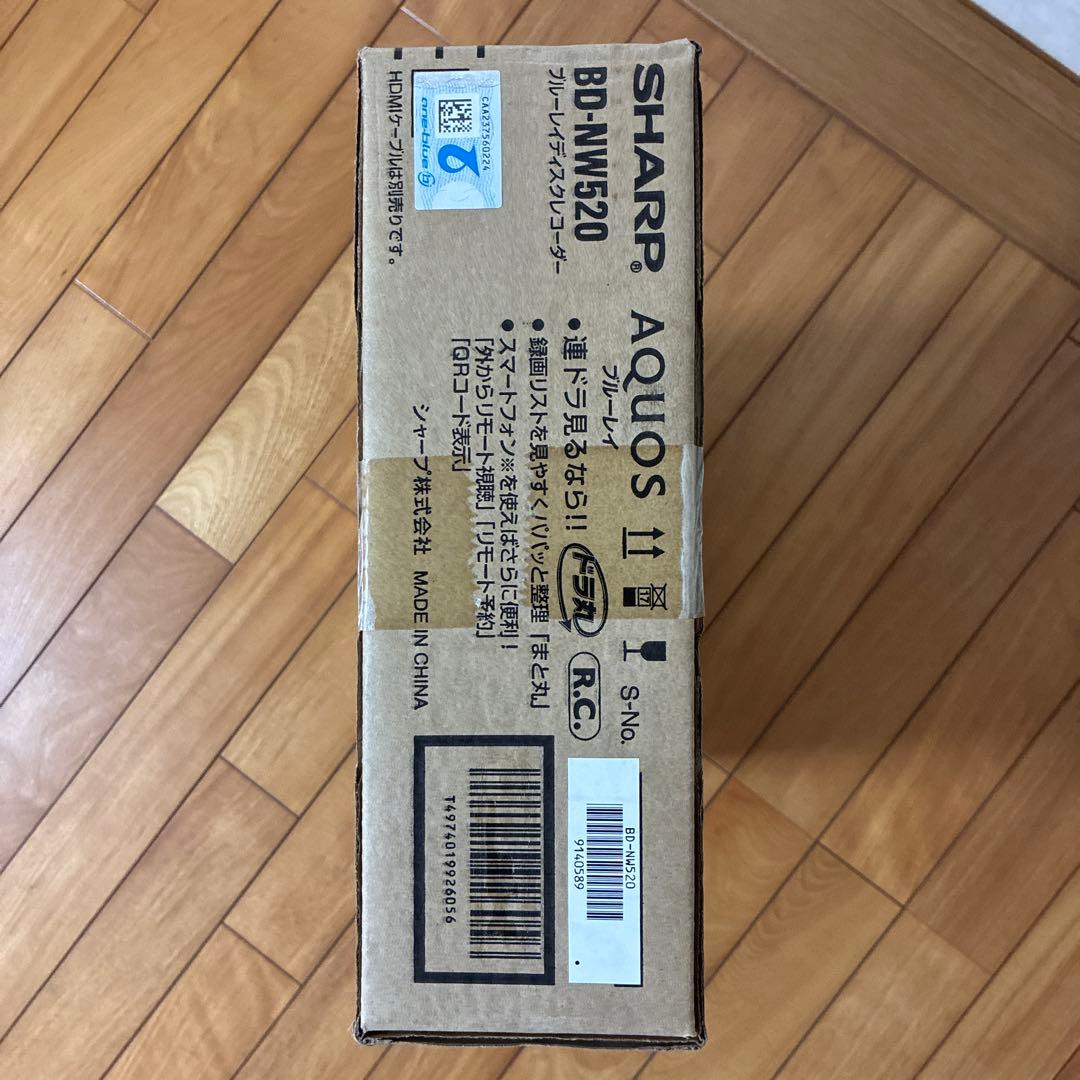 SHARP® AQUOS
ブルーレイ
BD-NW520
ブルーレイディスクレコーダー
CAA237560224
one-blue
HDMIケーブルは別売りです。
● 連ドラ見るなら!! ドラ丸 R.C.
● 録画リストを見やすくパパッと整理「まと丸」
● スマートフォン※を使えばさらに便利!
「外からリモート視聴」「リモート予約」
「QRコード表示」
シャープ株式会社 MADE IN CHINA
S-No.
BD-NW520
9140589
T4974019926056